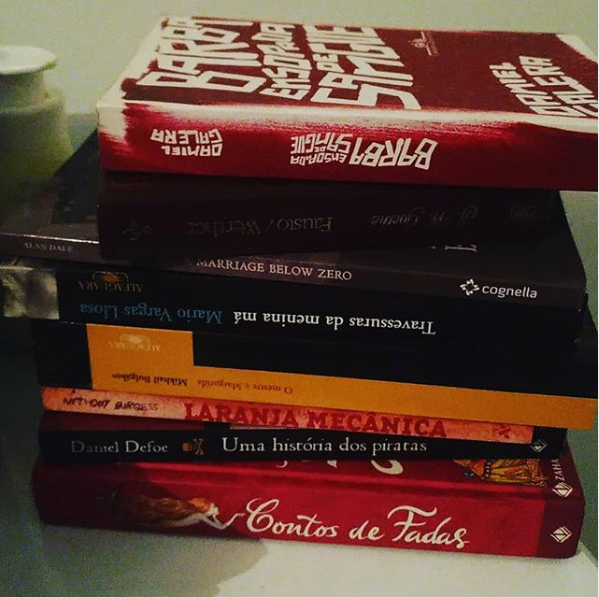 BARBA
ENSOPADA
DE
SANGUE
DANIEL
GALERA
DANIEL
GALERA
BARBA
ENSOPADA
DE
SANGUE
Fausto / Werther
J. W. Goethe
ALAN DALE
MARRIAGE BELOW ZERO
cognella
Travessuras da menina má Mario Vargas Llosa
ALFAGUARA
O mestre e Margarida
Mikhail Bulgákov
ALFAGUARA
ANTHONY BURGESS
LARANJA MECÂNICA
Daniel Defoe
Uma história dos piratas
ZAHAR
Contos de Fadas